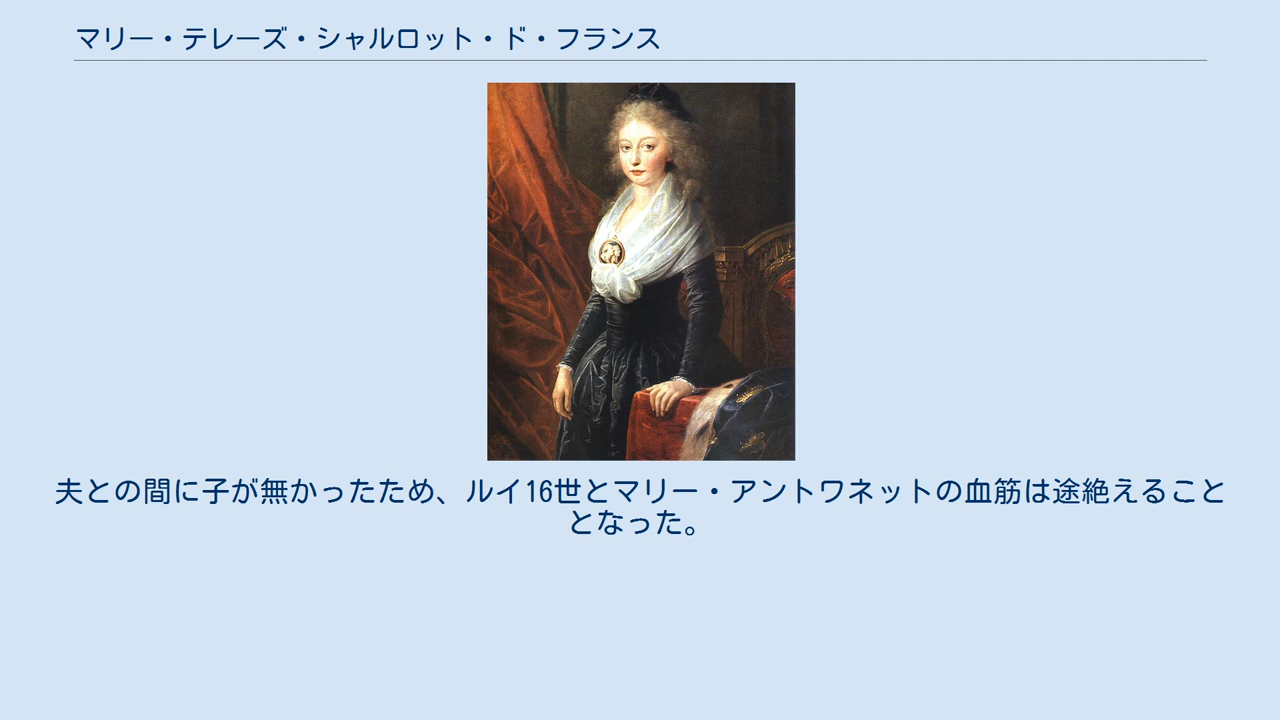 マリー・テレーズ・シャルロット・ド・フランス
夫との間に子が無かったため、ルイ16世とマリー・アントワネットの血筋は途絶えること
となった。